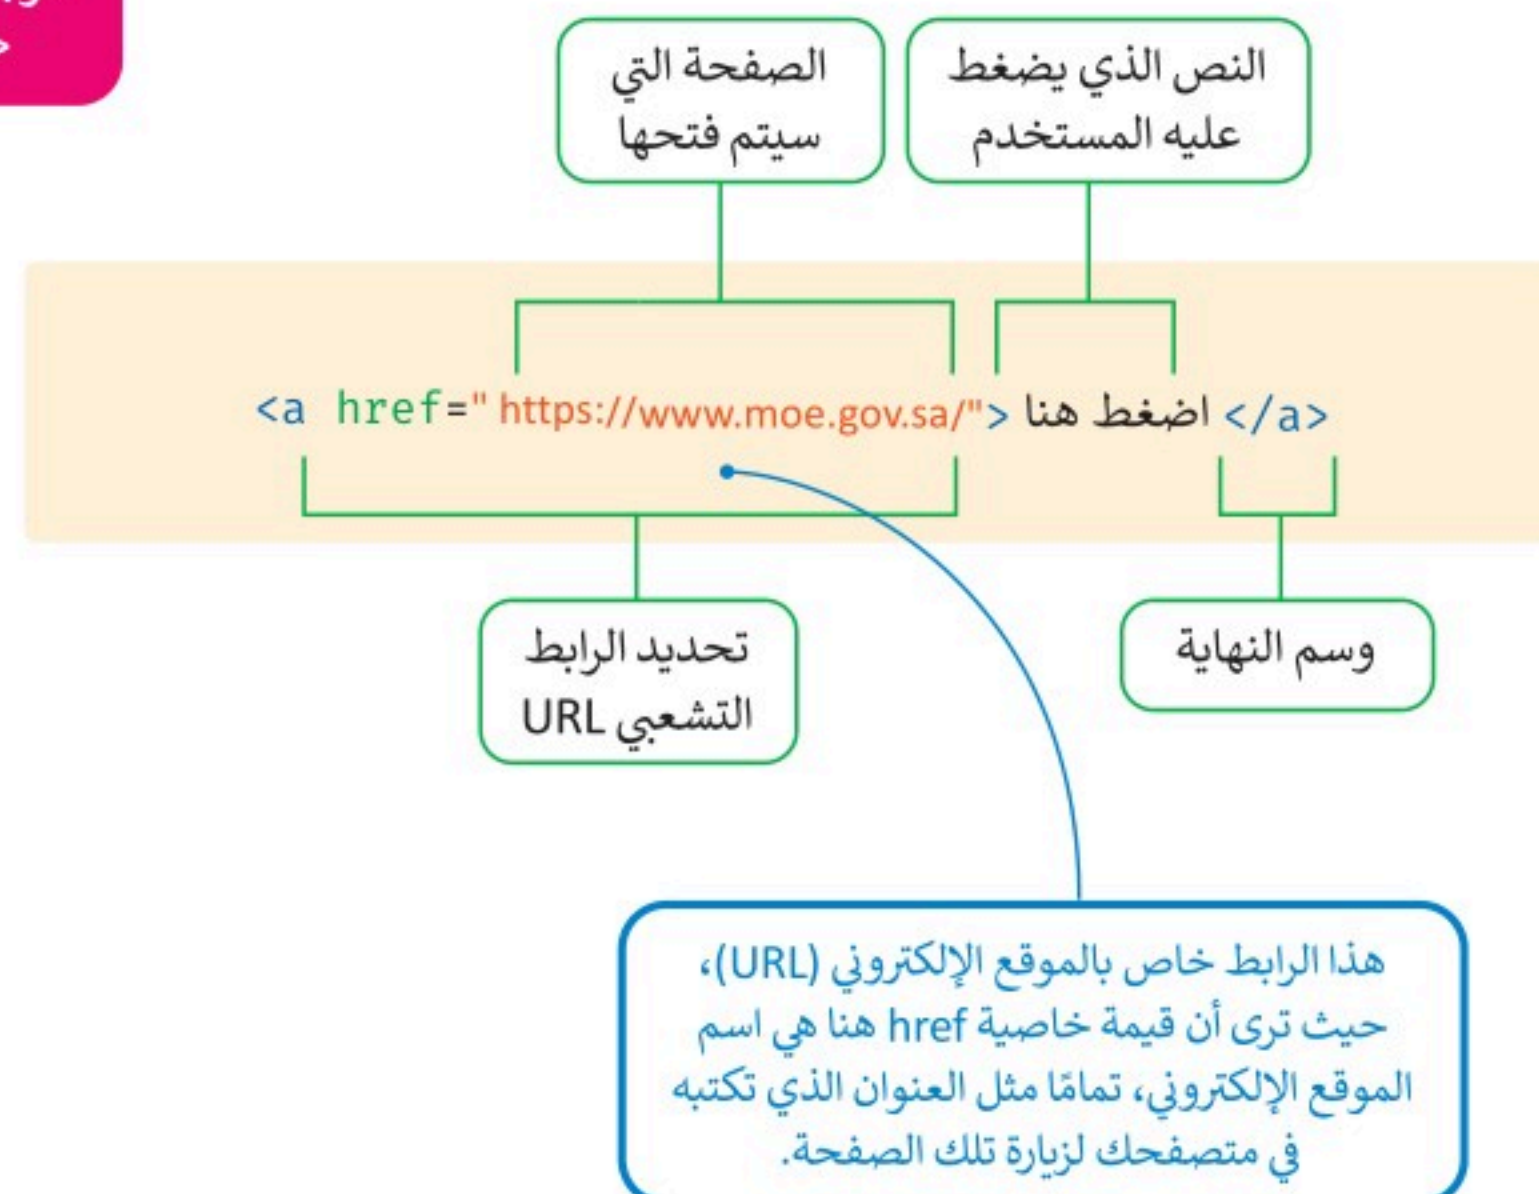 النص الذي يضغط
عليه المستخدم
الصفحة التي
سيتم فتحها
<a href=" https://www.moe.gov.sa/"> اضغط هنا </a>
تحديد الرابط
التشعبي URL
وسم النهاية
هذا الرابط خاص بالموقع الإلكتروني (URL)،
حيث ترى أن قيمة خاصية href هنا هي اسم
الموقع الإلكتروني، تمامًا مثل العنوان الذي تكتبه
في متصفحك لزيارة تلك الصفحة.